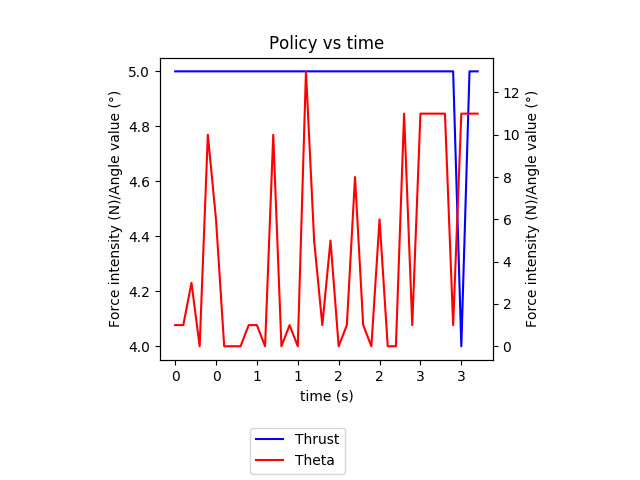 Policy vs time
Force intensity (N)/Angle value (°)
5.0
4.8
4.6
4.4
4.2
4.0
12
10
8
6
4
2
0
Force intensity (N)/Angle value (°)
0 0 1 1 2 2 3 3
time (s)
Thrust
Theta